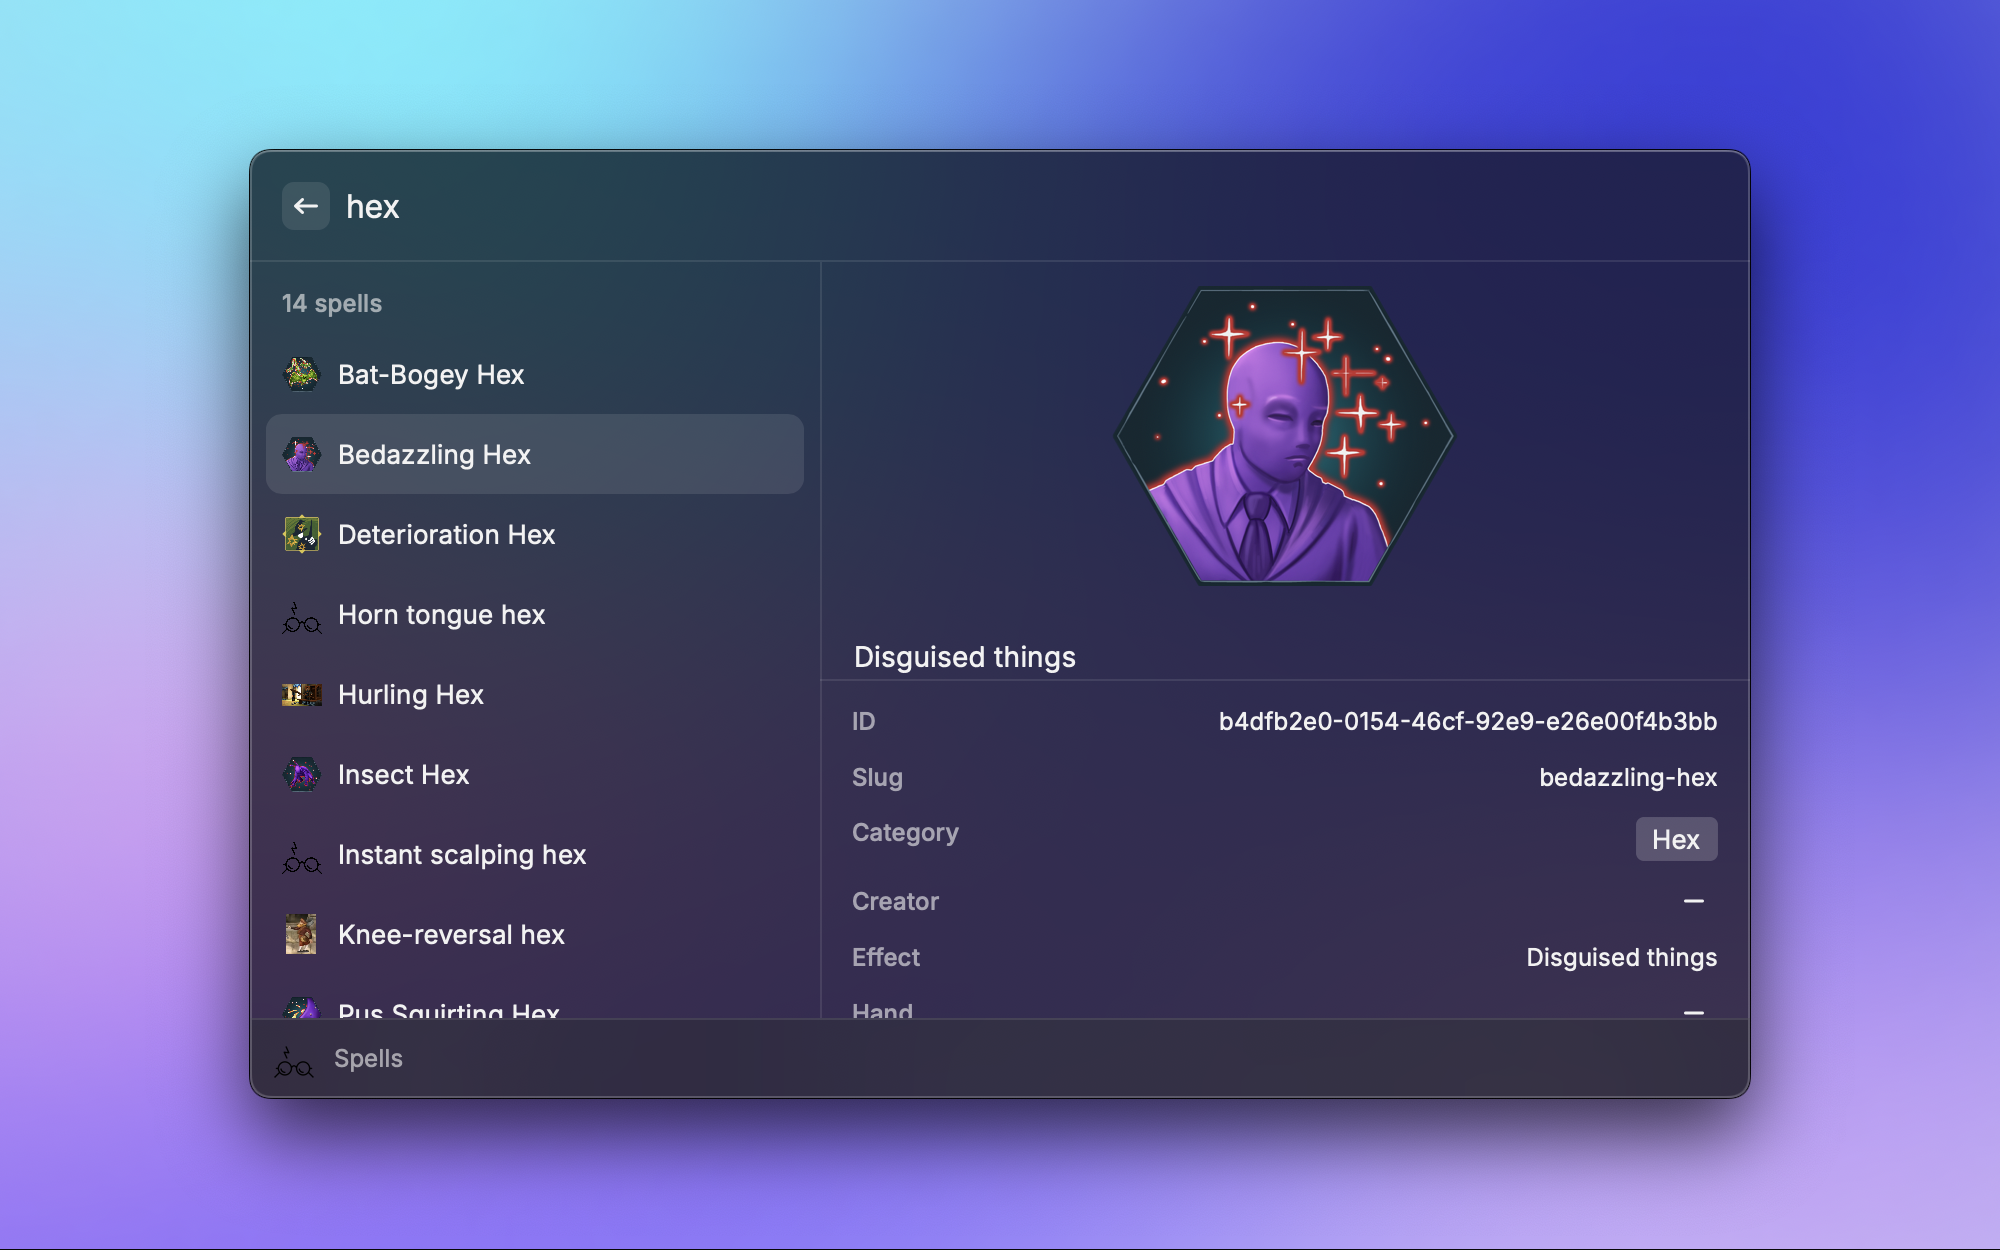 hex
14 spells
Bat-Bogey Hex
Bedazzling Hex
Deterioration Hex
Horn tongue hex
Hurling Hex
Insect Hex
Instant scalping hex
Knee-reversal hex
Pus Squirting Hex
Disguised things
ID b4dfb2e0-0154-46cf-92e9-e26e00f4b3bb
Slug bedazzling-hex
Category Hex
Creator —
Effect Disguised things
Hand —
Spells